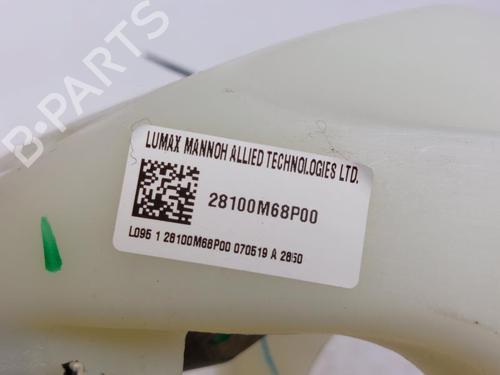 B-PARTS
LUMAX MANNOH ALLIED TECHNOLOGIES LTD.
28100M68P00
L095 1 28100M68P00 070519 A 2850